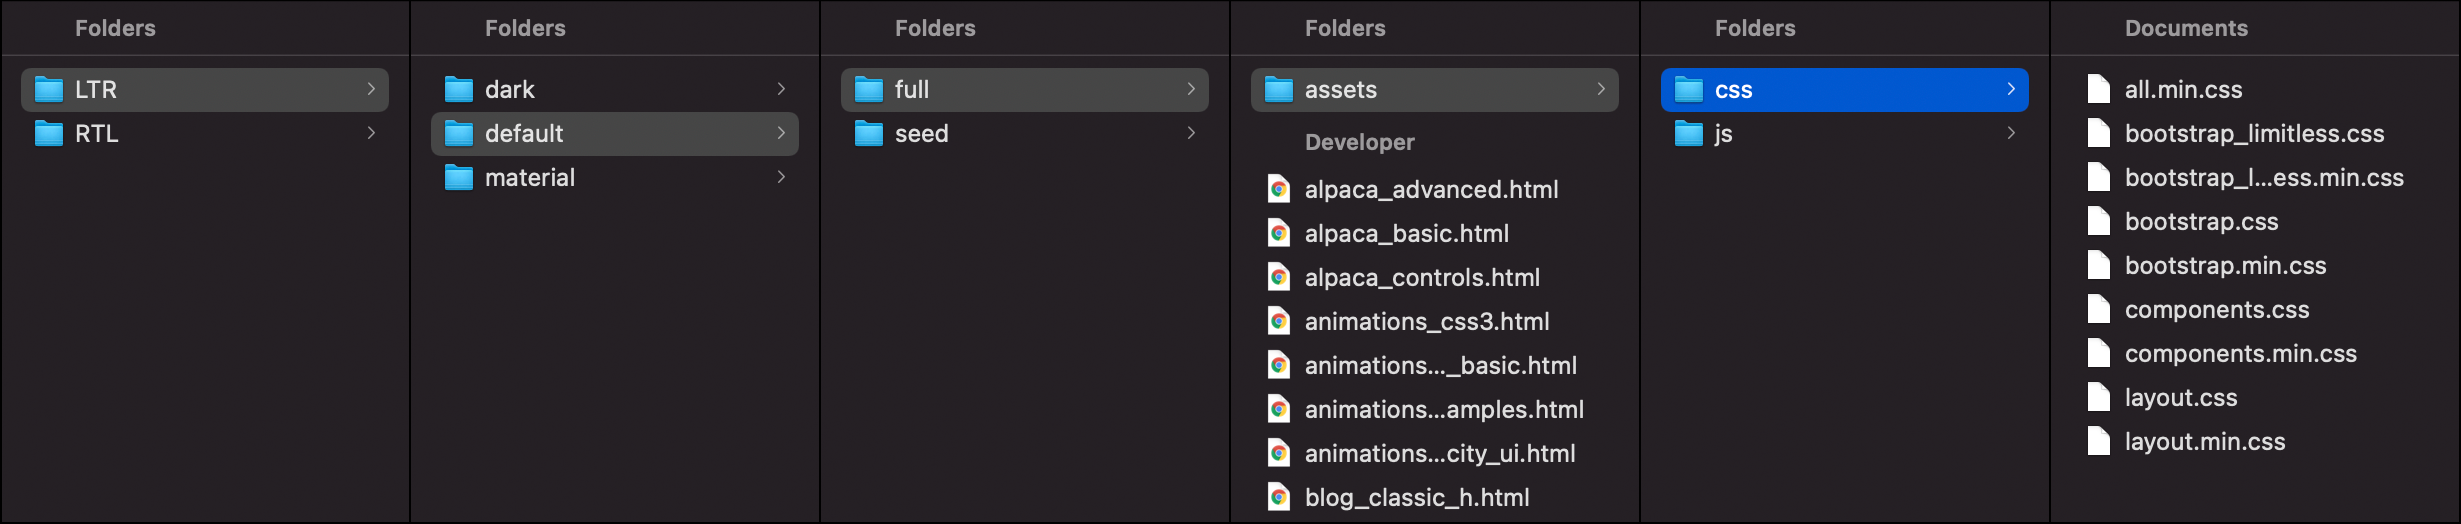 Folders
LTR
RTL
Folders
dark
default
material
Folders
full
seed
Folders
assets
Developer
alpaca_advanced.html
alpaca_basic.html
alpaca_controls.html
animations_css3.html
animations..._basic.html
animations...amples.html
animations...city_ui.html
blog_classic_h.html
Folders
css
js
Documents
all.min.css
bootstrap_limitless.css
bootstrap_l...ess.min.css
bootstrap.css
bootstrap.min.css
components.css
components.min.css
layout.css
layout.min.css